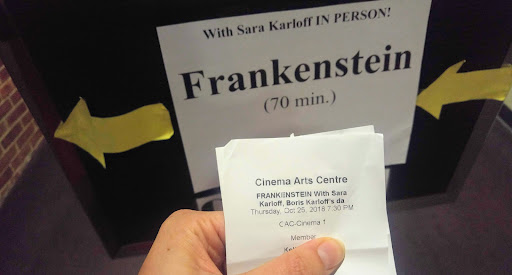 With Sara Karloff IN PERSON!
Frankenstein
(70 min.)
Cinema Arts Centre
FRANKENSTEIN With Sara
Karloff, Boris Karloff's da
Thursday, Oct 25, 2018 7:30 PM
CAC-Cinema 1
Member